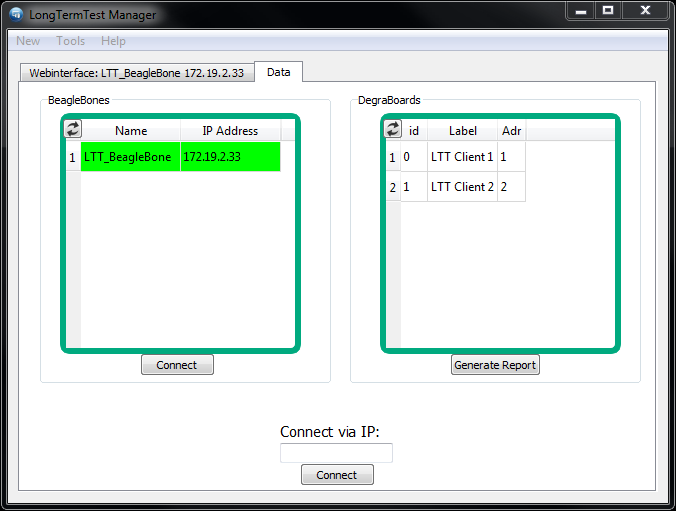 LongTermTest Manager
New Tools Help
Webinterface: LTT_BeagleBone 172.19.2.33 Data
BeagleBones
Name IP Address
1 LTT_BeagleBone 172.19.2.33
Connect
DegraBoards
id Label Adr
1 0 LTT Client 1 1
2 1 LTT Client 2 2
Generate Report
Connect via IP:
Connect